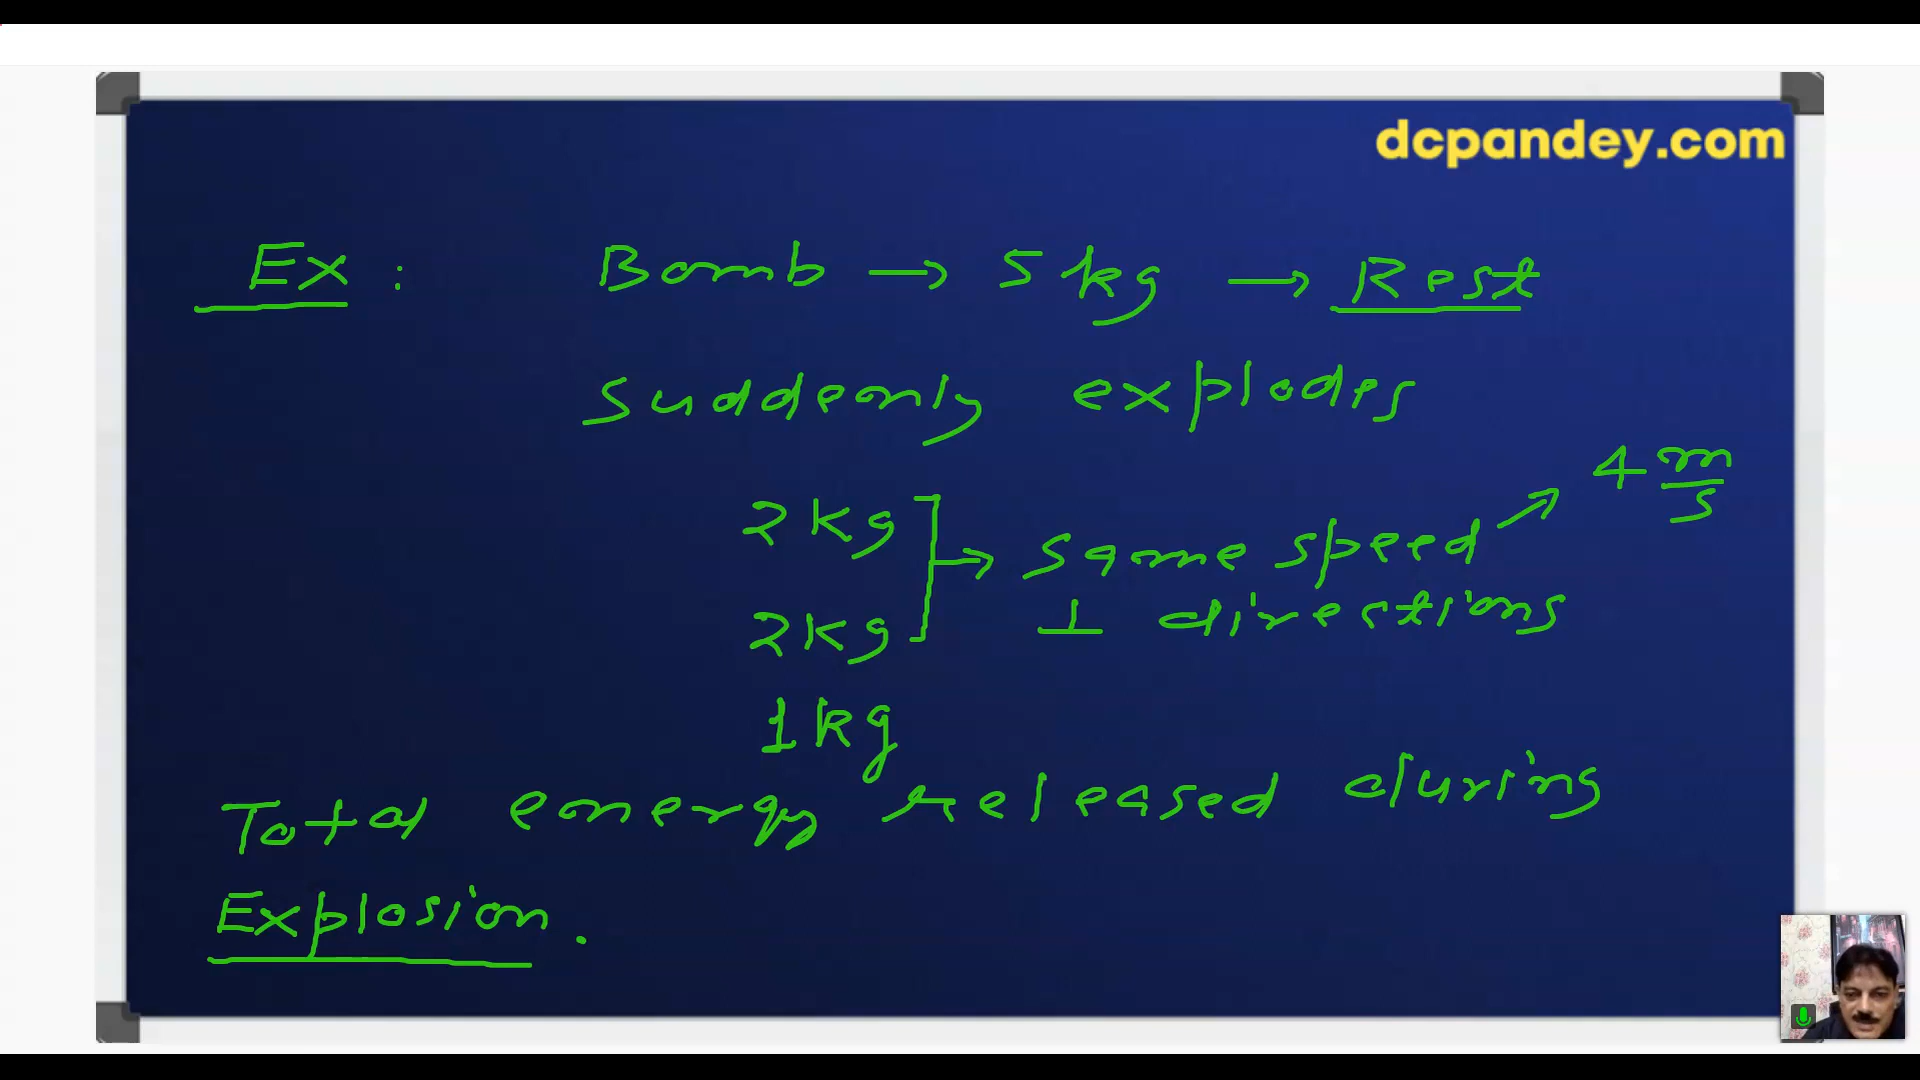 dcpandey.com
Ex : Bomb → 5 kg → Rest
suddenly explodes
4 m/s
2 kg
→ same speed
2 kg
⊥ directions
1 kg
Total energy released during
Explosion.